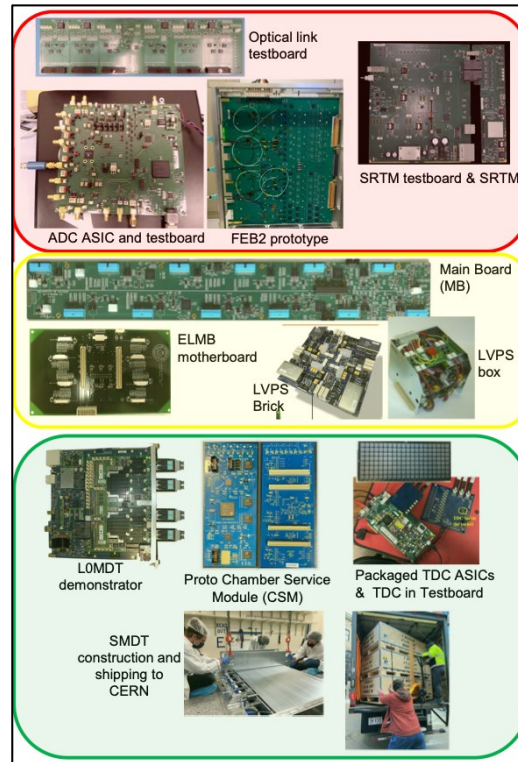 Optical link
testboard
SRTM testboard & SRTM
ADC ASIC and testboard
FEB2 prototype
Main Board
(MB)
ELMB
motherboard
LVPS
Brick
LVPS
box
L0MDT
demonstrator
Proto Chamber Service
Module (CSM)
Packaged TDC ASICs
& TDC in Testboard
SMDT
construction and
shipping to
CERN